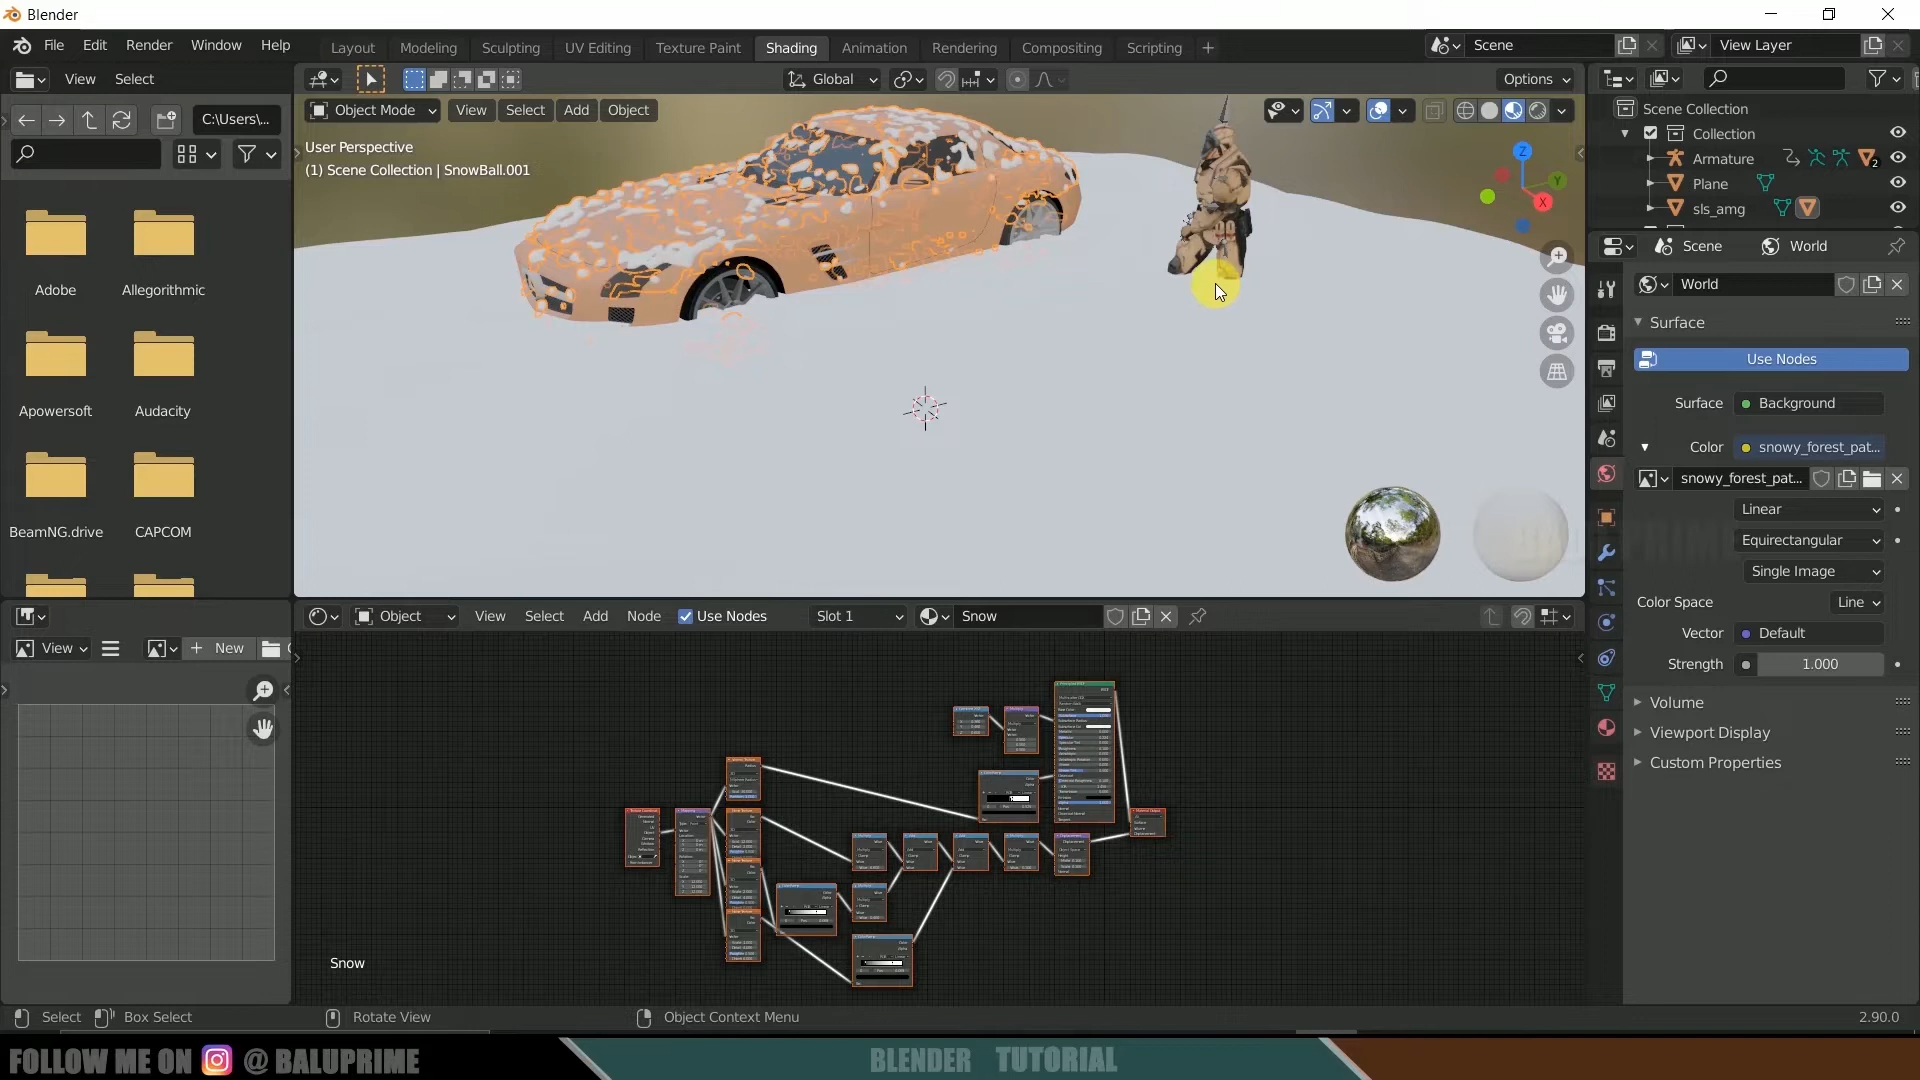 Blender
File Edit Render Window Help
Layout Modeling Sculpting UV Editing Texture Paint Shading Animation Rendering Compositing Scripting
Scene
View Layer
View Select
Global
Options
C:\Users\...
Object Mode View Select Add Object
User Perspective
(1) Scene Collection | SnowBall.001
Z
Y
X
Scene Collection
Collection
Armature
2
Plane
sls_amg
Scene World
World
Surface
Use Nodes
Surface Background
Color snowy_forest_pat...
snowy_forest_pat...
Linear
Equirectangular
Single Image
Color Space Line
Vector Default
Strength 1.000
Volume
Viewport Display
Custom Properties
Adobe Allegorithmic
Apowersoft Audacity
BeamNG.drive CAPCOM
View New
Object View Select Add Node Use Nodes Slot 1 Snow
Snow
Select Box Select Rotate View Object Context Menu 2.90.0
FOLLOW ME ON @ BALUPRIME
BLENDER TUTORIAL